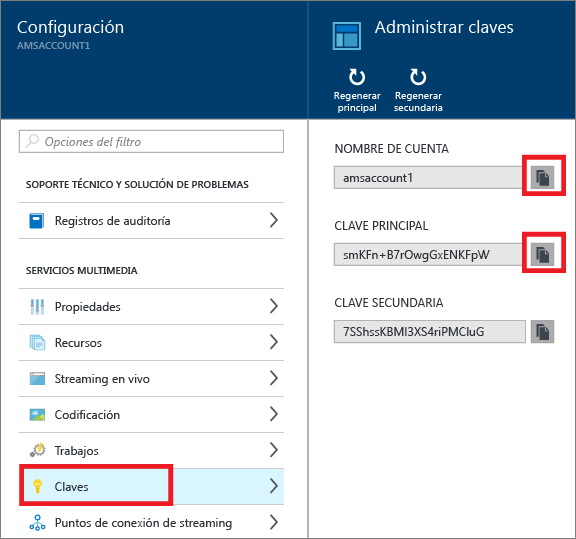 Configuración
AMSACCOUNT1
Opciones del filtro
SOPORTE TÉCNICO Y SOLUCIÓN DE PROBLEMAS
Registros de auditoría
SERVICIOS MULTIMEDIA
Propiedades
Recursos
Streaming en vivo
Codificación
Trabajos
Claves
Puntos de conexión de streaming
Administrar claves
Regenerar
principal
Regenerar
secundaria
NOMBRE DE CUENTA
amsaccount1
CLAVE PRINCIPAL
smKFn+B7rOwgGxENKFpW
CLAVE SECUNDARIA
7SShssKBMI3XS4riPMCluG